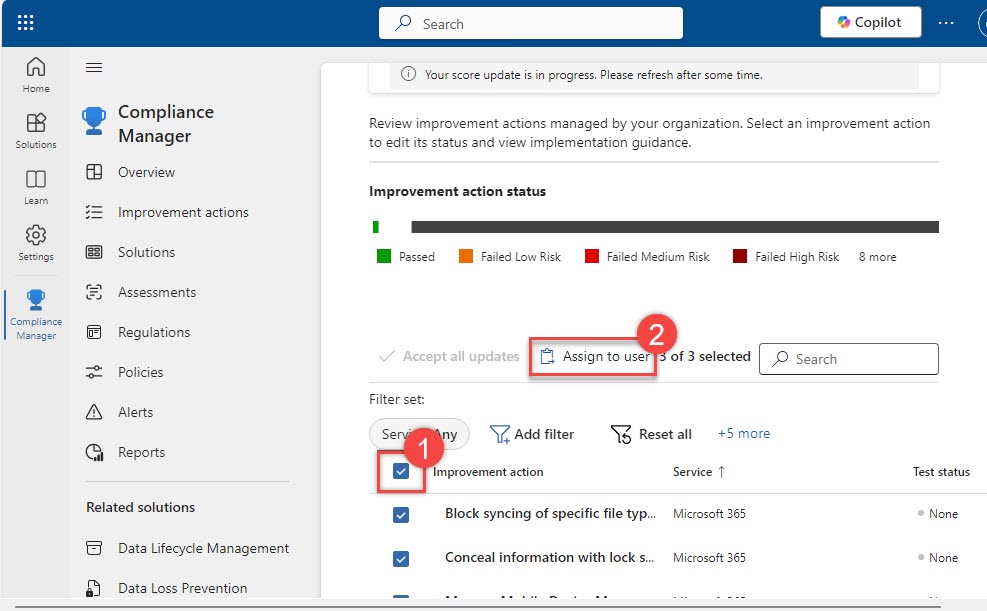 Search
Copilot
Home
Solutions
Learn
Settings
Compliance
Manager
Compliance
Manager
Overview
Improvement actions
Solutions
Assessments
Regulations
Policies
Alerts
Reports
Related solutions
Data Lifecycle Management
Data Loss Prevention
Your score update is in progress. Please refresh after some time.
Review improvement actions managed by your organization. Select an improvement action
to edit its status and view implementation guidance.
Improvement action status
Passed Failed Low Risk Failed Medium Risk Failed High Risk 8 more
2
Accept all updates Assign to user 3 of 3 selected Search
Filter set:
Any Add filter Reset all +5 more
1
Improvement action Service ↑ Test status
Block syncing of specific file typ... Microsoft 365 None
Conceal information with lock s... Microsoft 365 None